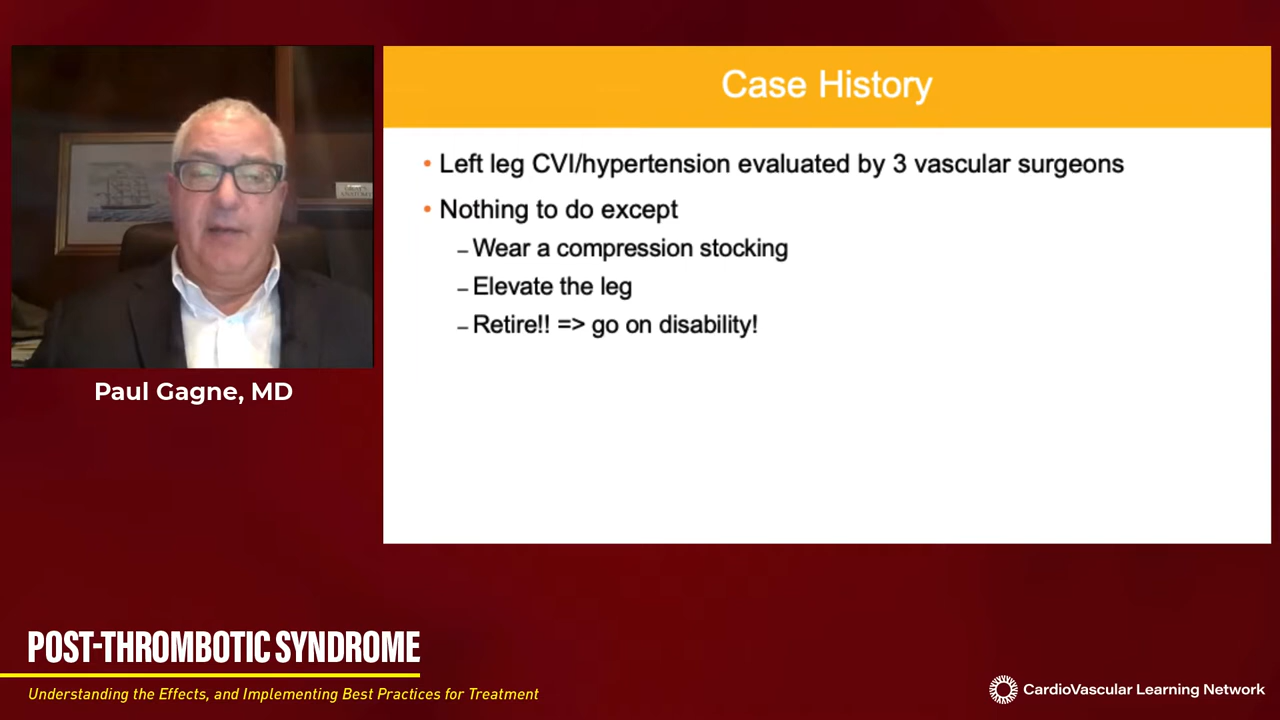 Case History
• Left leg CVI/hypertension evaluated by 3 vascular surgeons
• Nothing to do except
– Wear a compression stocking
– Elevate the leg
– Retire!! => go on disability!
Paul Gagne, MD
POST-THROMBOTIC SYNDROME
Understanding the Effects, and Implementing Best Practices for Treatment
CardioVascular Learning Network